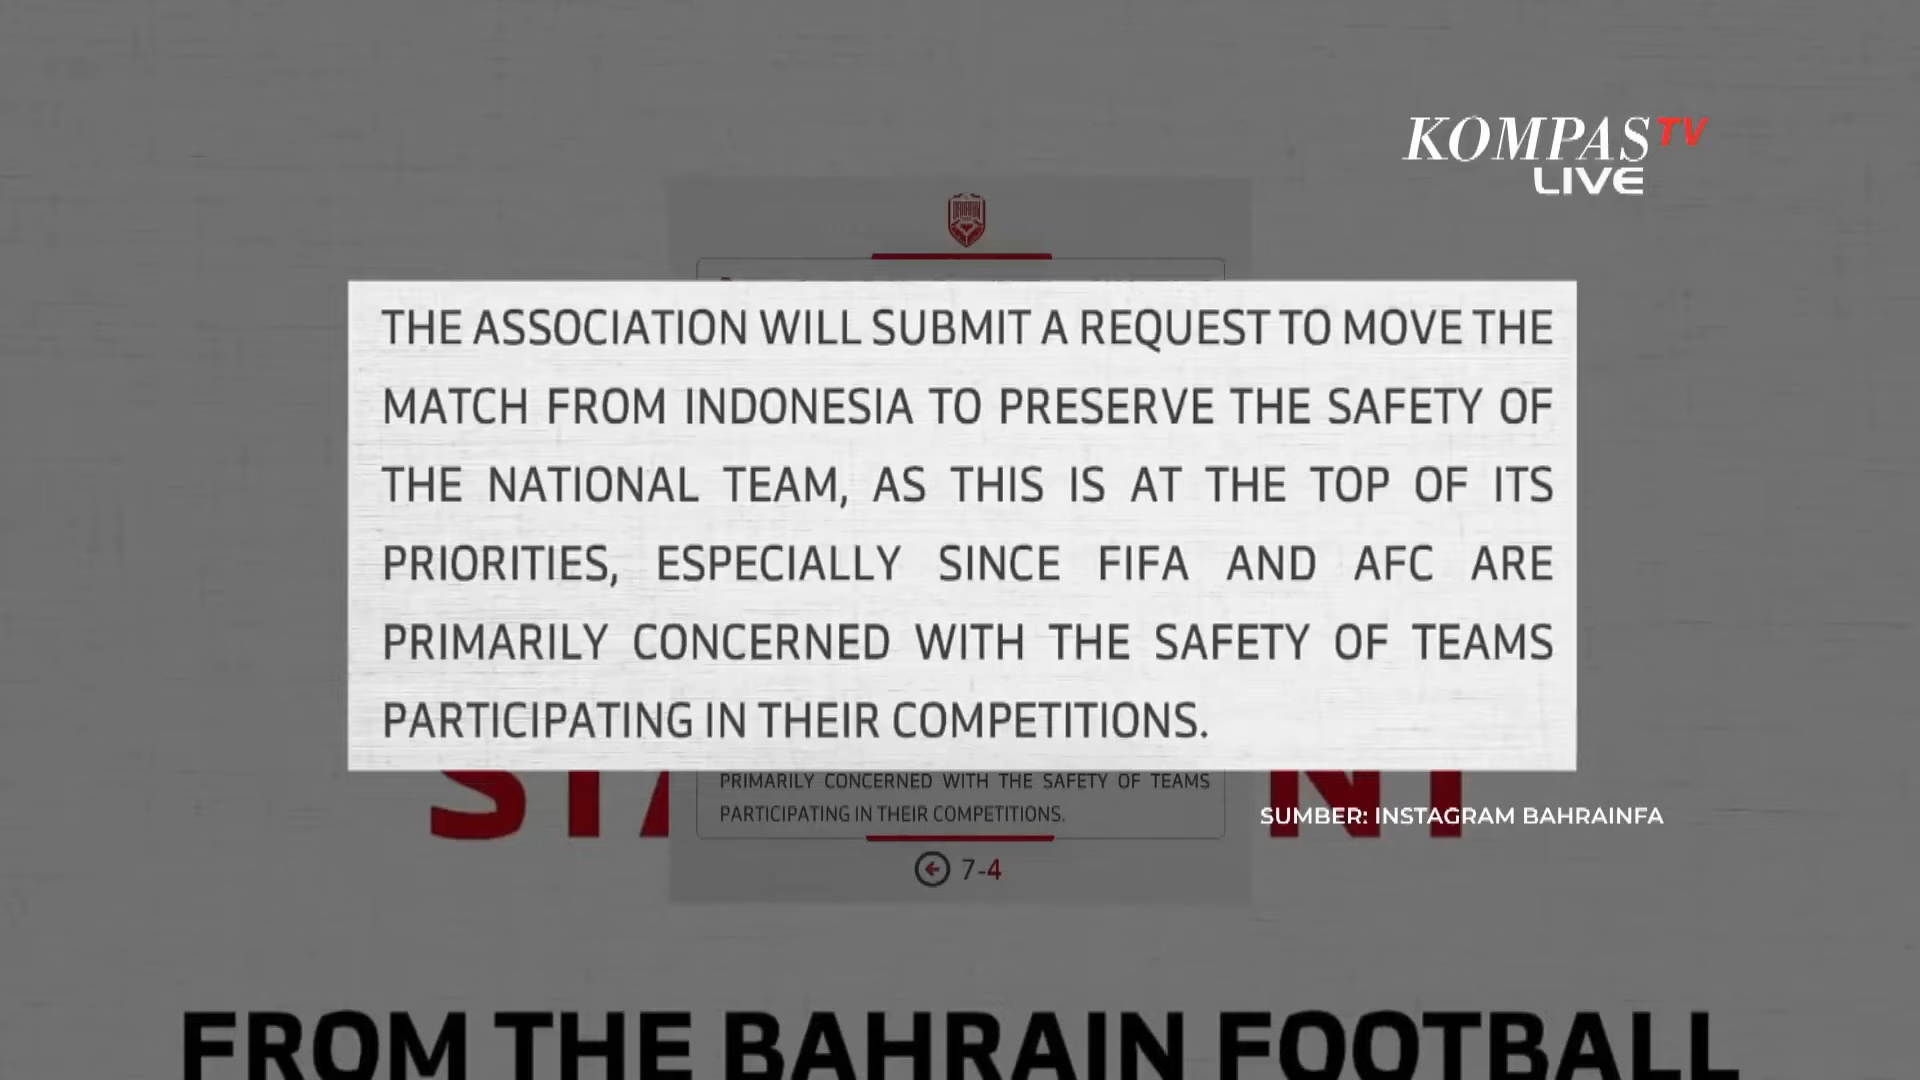 KOMPAS TV
LIVE
BAHRAIN
THE ASSOCIATION WILL SUBMIT A REQUEST TO MOVE THE
MATCH FROM INDONESIA TO PRESERVE THE SAFETY OF
THE NATIONAL TEAM, AS THIS IS AT THE TOP OF ITS
PRIORITIES, ESPECIALLY SINCE FIFA AND AFC ARE
PRIMARILY CONCERNED WITH THE SAFETY OF TEAMS
PARTICIPATING IN THEIR COMPETITIONS.
PRIMARILY CONCERNED WITH THE SAFETY OF TEAMS
PARTICIPATING IN THEIR COMPETITIONS.
SUMBER: INSTAGRAM BAHRAINFA
7-4
FROM THE BAHRAIN FOOTBALL